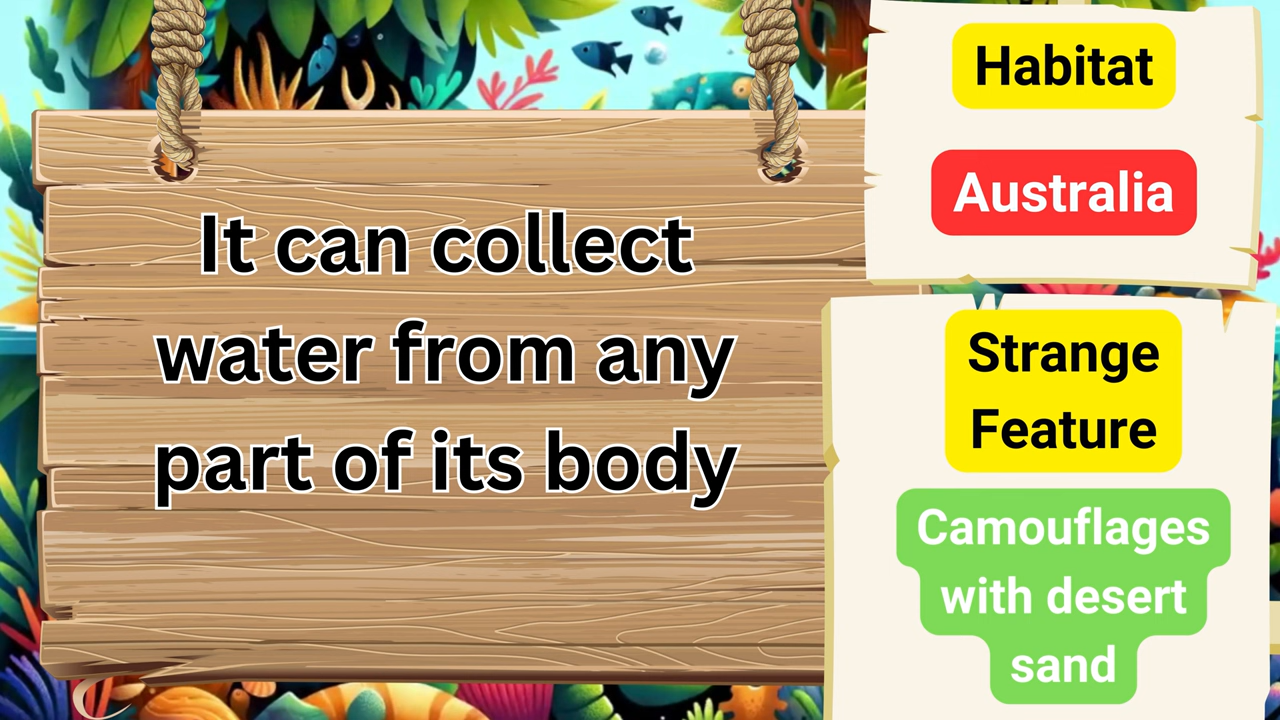 It can collect
water from any
part of its body
Habitat
Australia
Strange
Feature
Camouflages
with desert
sand